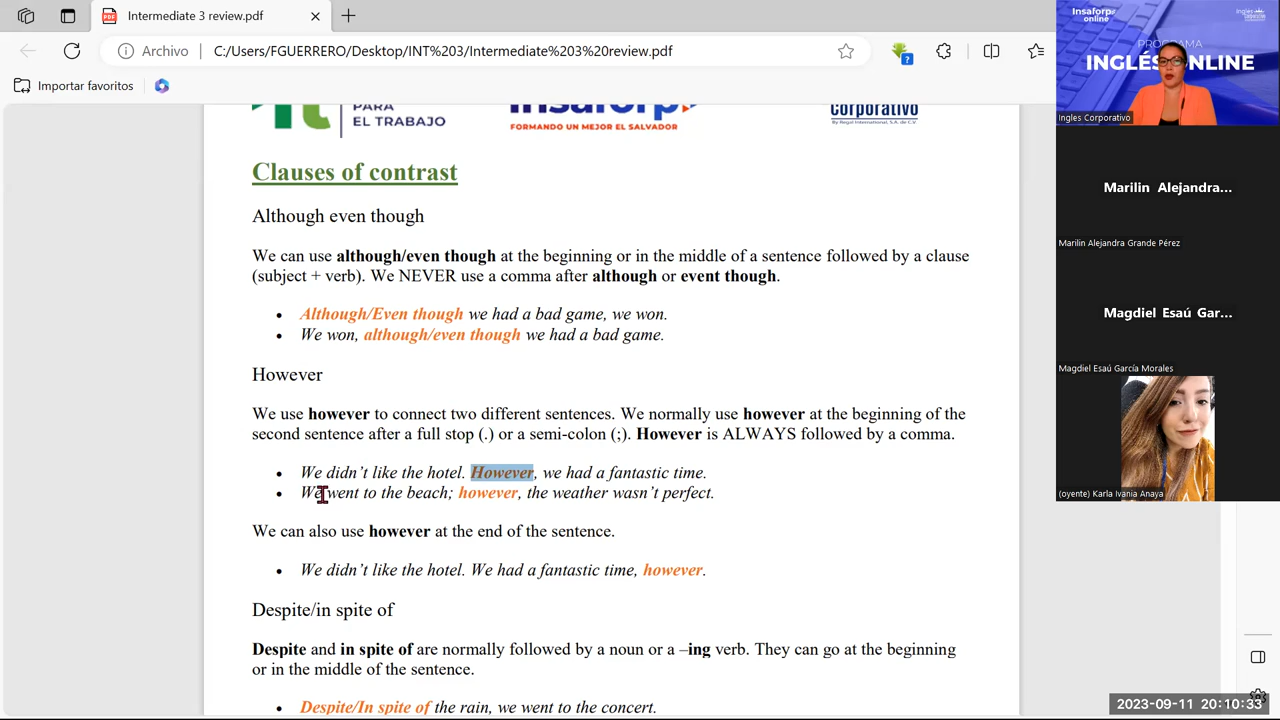 Intermediate 3 review.pdf
Archivo
C:/Users/FGUERRERO/Desktop/INT%203/Intermediate%203%20review.pdf
Importar favoritos
PARA
EL TRABAJO
insaforp
FORMANDO UN MEJOR EL SALVADOR
corporativo
By Regal International, S.A. de C.V.
Clauses of contrast
Although even though
We can use although/even though at the beginning or in the middle of a sentence followed by a clause
(subject + verb). We NEVER use a comma after although or event though.
• Although/Even though we had a bad game, we won.
• We won, although/even though we had a bad game.
However
We use however to connect two different sentences. We normally use however at the beginning of the
second sentence after a full stop (.) or a semi-colon (;). However is ALWAYS followed by a comma.
• We didn't like the hotel. However, we had a fantastic time.
• We went to the beach; however, the weather wasn't perfect.
We can also use however at the end of the sentence.
• We didn't like the hotel. We had a fantastic time, however.
Despite/in spite of
Despite and in spite of are normally followed by a noun or a –ing verb. They can go at the beginning
or in the middle of the sentence.
• Despite/In spite of the rain, we went to the concert.
Insaforp
online
PROGRAMA
INGLÉS ONLINE
Ingles Corporativo
Marilin Alejandra...
Marilin Alejandra Grande Pérez
Magdiel Esaú Gar...
Magdiel Esaú García Morales
(oyente) Karla Ivania Anaya
2023-09-11 20:10:33